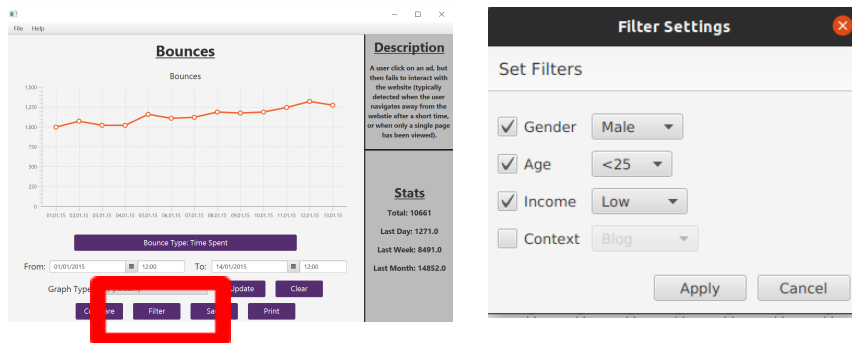 File Help
Bounces
Bounces
1,500
1,250
1,000
750
500
250
0
01.01.15 02.01.15 03.01.15 04.01.15 05.01.15 06.01.15 07.01.15 08.01.15 09.01.15 10.01.15 11.01.15 12.01.15 13.01.15
Bounce Type: Time Spent
From: 01/01/2015 12:00 To: 14/01/2015 12:00
Graph Type Update Clear
Filter Print
Description
A user click on an ad, but
then fails to interact with
the website (typically
detected when the user
navigates away from the
webstie after a short time,
or when only a single page
has been viewed).
Stats
Total: 10661
Last Day: 1271.0
Last Week: 8491.0
Last Month: 14852.0
Filter Settings
Set Filters
Gender Male
Age <25
Income Low
Context Blog
Apply Cancel